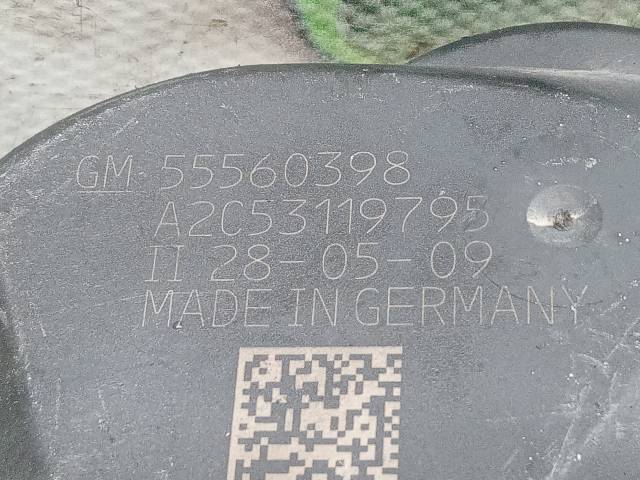 GM 55560398
A2C53119795
II 28-05-09
MADE IN GERMANY